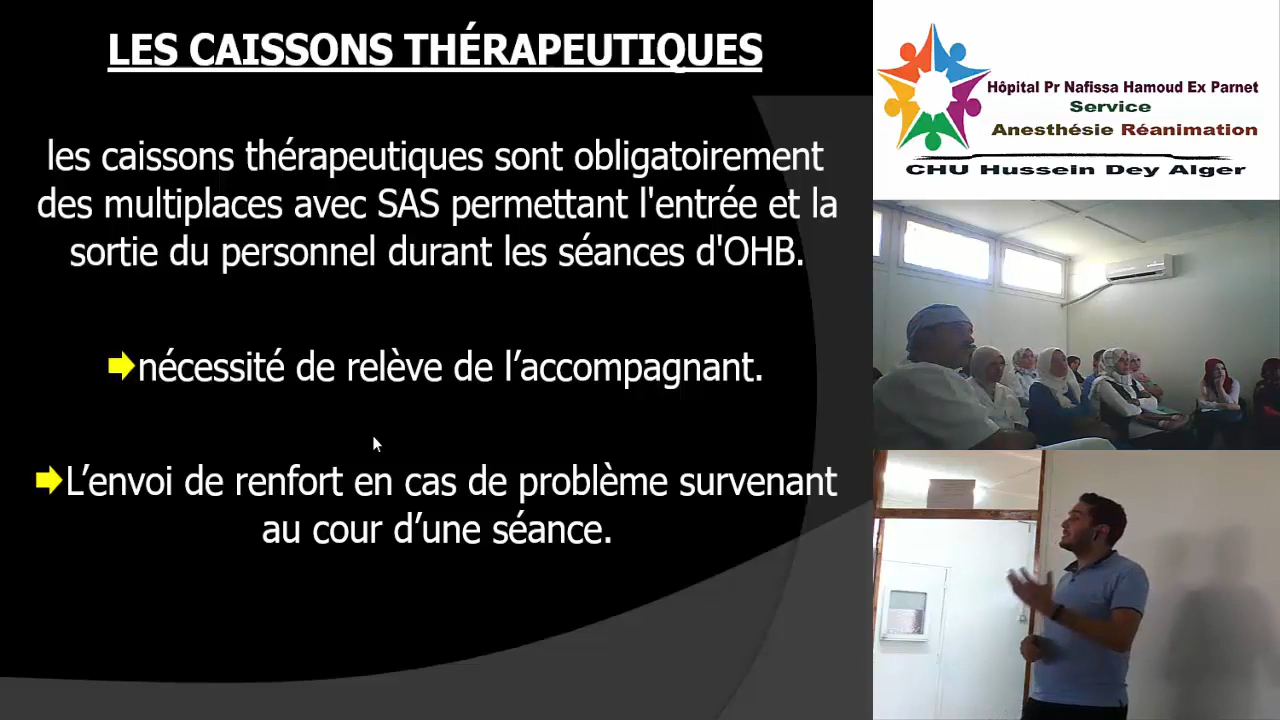 LES CAISSONS THÉRAPEUTIQUES
les caissons thérapeutiques sont obligatoirement
des multiplaces avec SAS permettant l'entrée et la
sortie du personnel durant les séances d'OHB.
nécessité de relève de l’accompagnant.
L’envoi de renfort en cas de problème survenant
au cour d’une séance.
Hôpital Pr Nafissa Hamoud Ex Parnet
Service
Anesthésie Réanimation
CHU Hussein Dey Alger